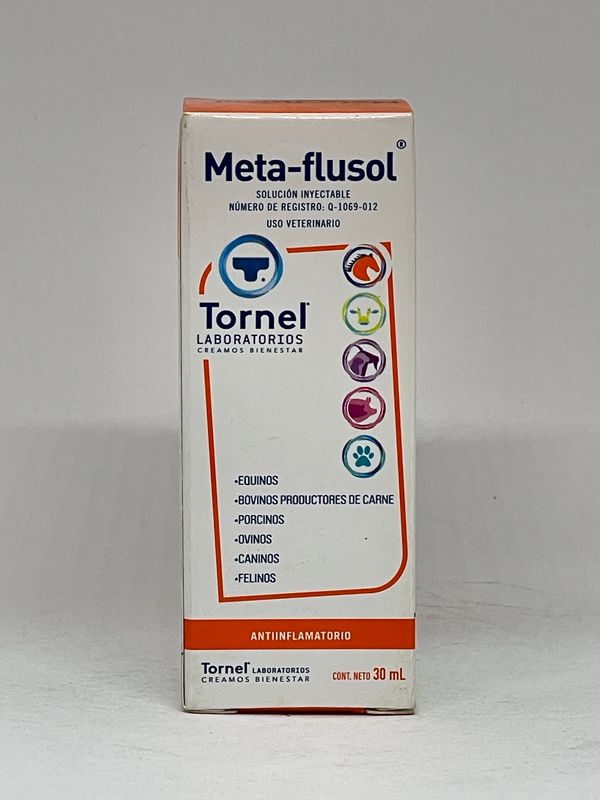 Meta-flusol®
SOLUCIÓN INYECTABLE
NÚMERO DE REGISTRO: Q-1069-012
USO VETERINARIO
Tornel
LABORATORIOS
CREAMOS BIENESTAR
•EQUINOS
•BOVINOS PRODUCTORES DE CARNE
•PORCINOS
•OVINOS
•CANINOS
•FELINOS
ANTIINFLAMATORIO
Tornel LABORATORIOS
CREAMOS BIENESTAR
CONT. NETO 30 mL